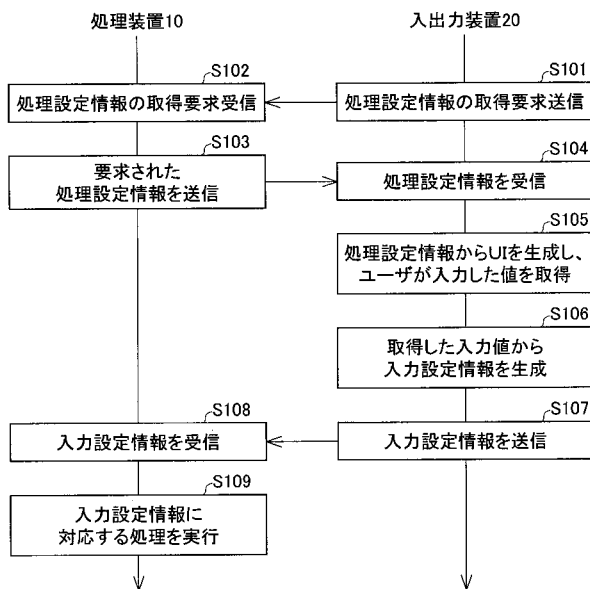 処理装置10
入出力装置20
S102
S101
処理設定情報の取得要求受信
処理設定情報の取得要求送信
S103
要求された
処理設定情報を送信
S104
処理設定情報を受信
S105
処理設定情報からUIを生成し、
ユーザが入力した値を取得
S106
取得した入力値から
入力設定情報を生成
S108
S107
入力設定情報を受信
入力設定情報を送信
S109
入力設定情報に
対応する処理を実行